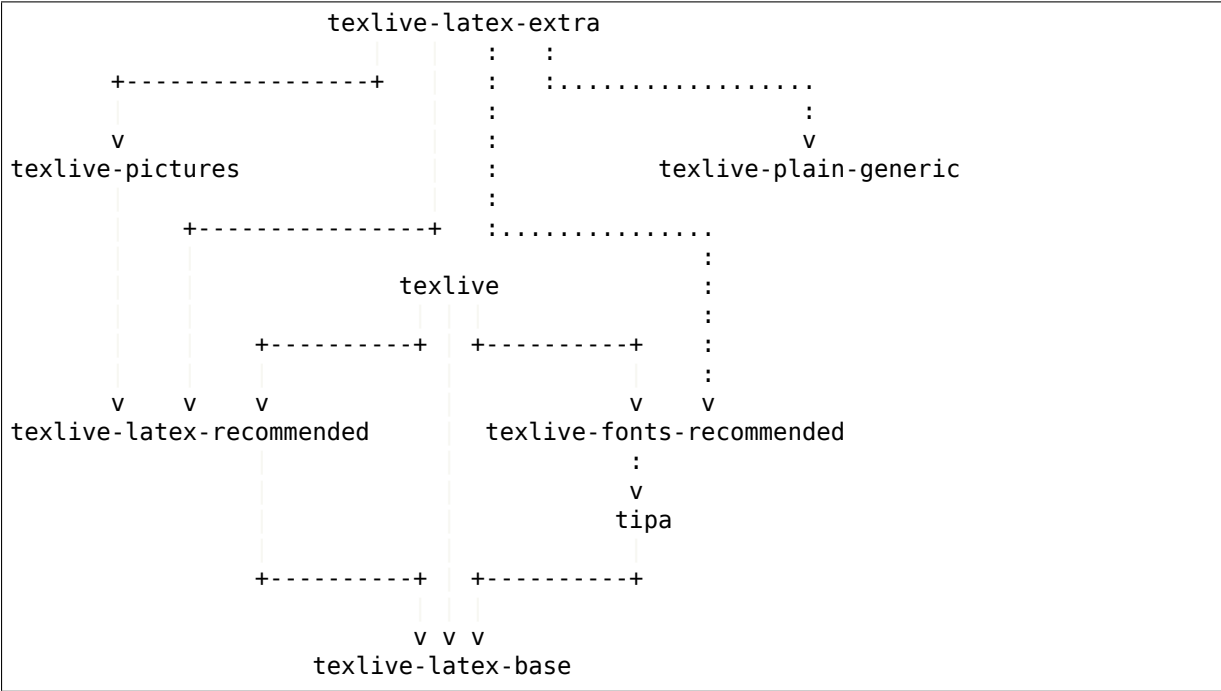 texlive-latex-extra
| | : :
+-----------------+ | : :..................
| | : :
v | : v
texlive-pictures | : texlive-plain-generic
| | :
| +----------------+ :...............
| | :
| | texlive :
| | | | | :
| | +----------+ | +----------+ :
| | | | | :
v v v | v v
texlive-latex-recommended | texlive-fonts-recommended
| | :
| | v
| | tipa
| | |
+----------+ | +----------+
| | |
v v v
texlive-latex-base